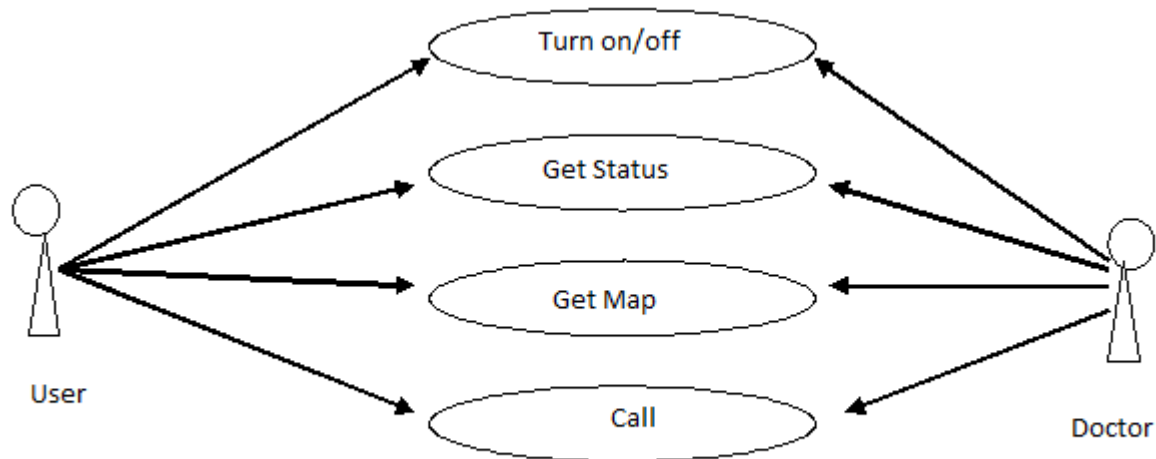 Turn on/off
Get Status
Get Map
User
Call
Doctor